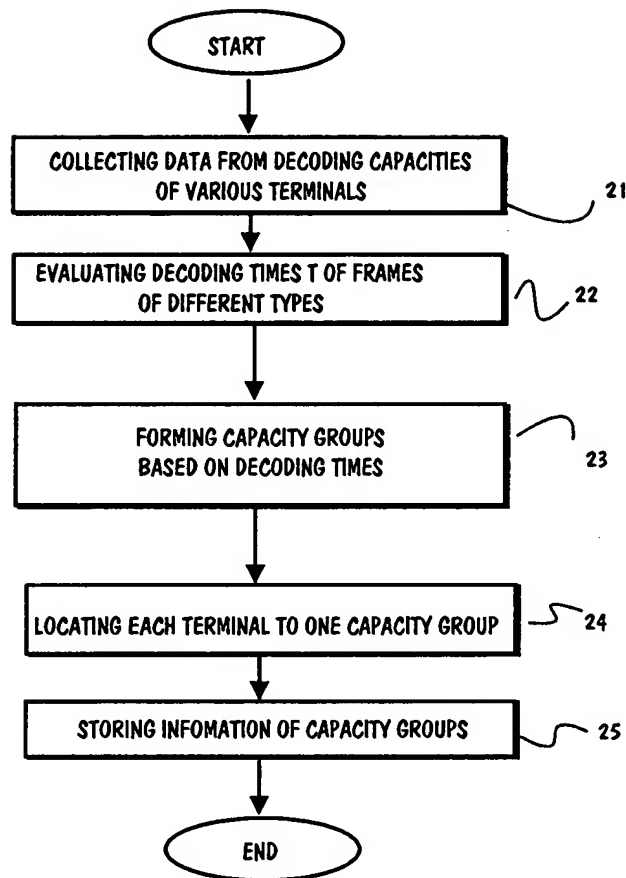 START
COLLECTING DATA FROM DECODING CAPACITIES
OF VARIOUS TERMINALS
21
EVALUATING DECODING TIMES T OF FRAMES
OF DIFFERENT TYPES
22
FORMING CAPACITY GROUPS
BASED ON DECODING TIMES
23
LOCATING EACH TERMINAL TO ONE CAPACITY GROUP
24
STORING INFOMATION OF CAPACITY GROUPS
25
END